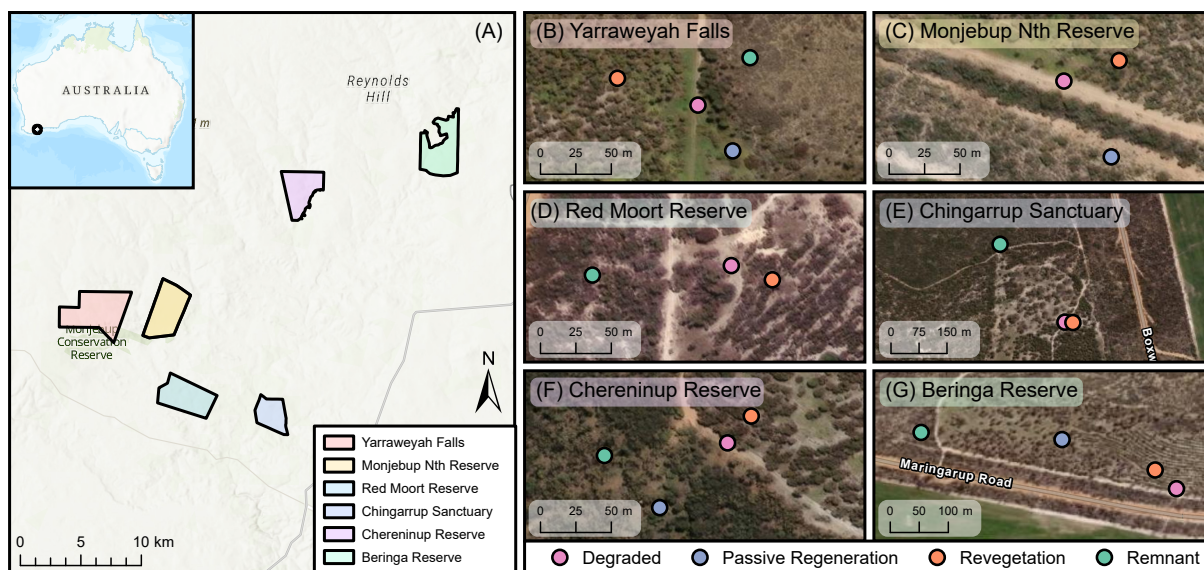 (A)
AUSTRALIA
Reynolds
Hill
m
Monjebup
Conservation
Reserve
N
0 5 10 km
Yarraweyah Falls
Monjebup Nth Reserve
Red Moort Reserve
Chingarrup Sanctuary
Chereninup Reserve
Beringa Reserve
(B) Yarraweyah Falls
0 25 50 m
(C) Monjebup Nth Reserve
0 25 50 m
(D) Red Moort Reserve
0 25 50 m
(E) Chingarrup Sanctuary
0 75 150 m
Boxw
(F) Chereninup Reserve
0 25 50 m
(G) Beringa Reserve
Maringarup Road
0 50 100 m
Degraded
Passive Regeneration
Revegetation
Remnant